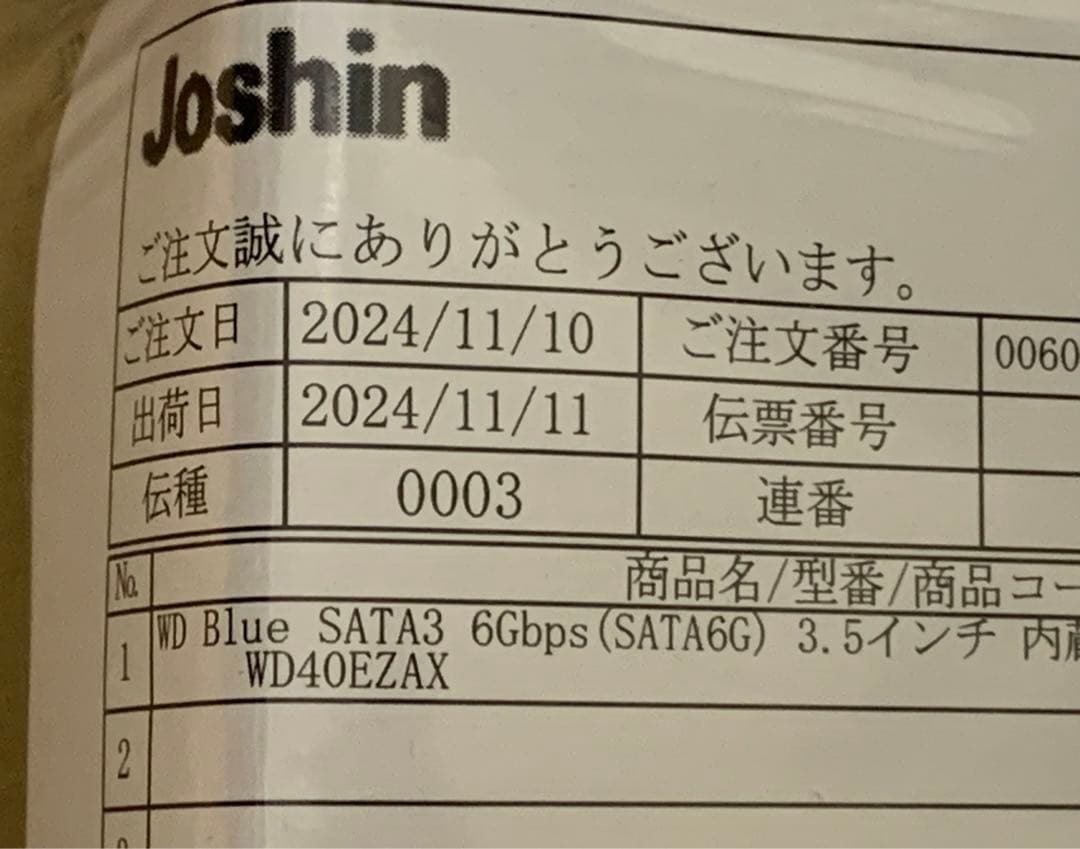 Joshin
ご注文誠にありがとうございます。
ご注文日 2024/11/10 ご注文番号 0060
出荷日 2024/11/11 伝票番号
伝種 0003 連番
No. 商品名/型番/商品コー
1 WD Blue SATA3 6Gbps(SATA6G) 3.5インチ 内蔵
WD40EZAX
2